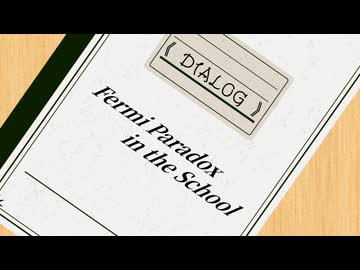 《 DIALOG 》
Fermi Paradox
in the School